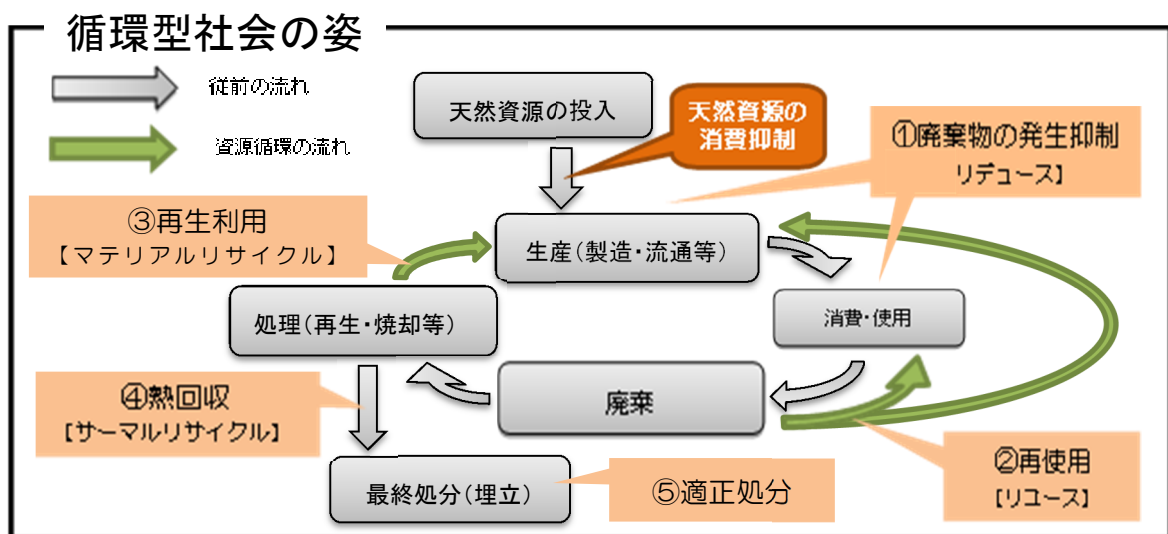 循環型社会の姿
従前の流れ
資源循環の流れ
天然資源の投入
天然資源の
消費抑制
①廃棄物の発生抑制
リデュース】
③再生利用
【マテリアルリサイクル】
生産(製造・流通等)
処理(再生・焼却等)
消費・使用
④熱回収
【サーマルリサイクル】
廃棄
②再使用
【リユース】
最終処分(埋立)
⑤適正処分